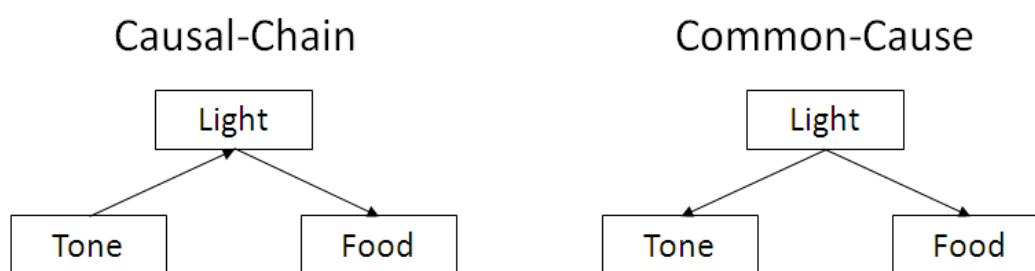 Causal-Chain
Light
Tone
Food
Common-Cause
Light
Tone
Food